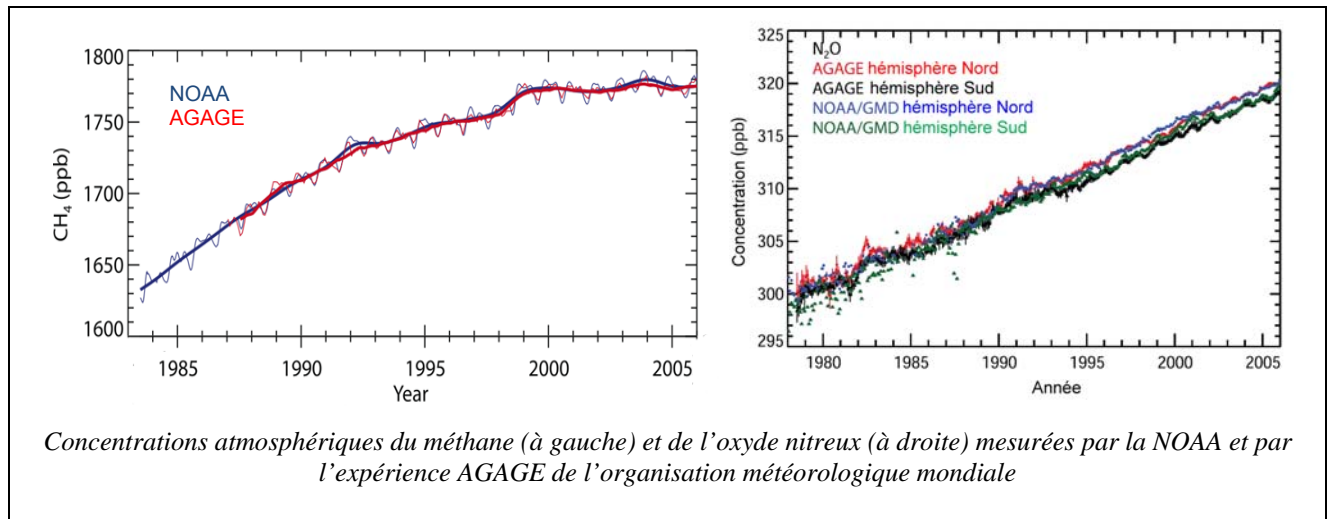 1800
1750
1700
1650
1600
CH₄ (ppb)
NOAA
AGAGE
1985 1990 1995 2000 2005
Year
325
320
315
310
305
300
295
Concentration (ppb)
N₂O
AGAGE hémisphère Nord
AGAGE hémisphère Sud
NOAA/GMD hémisphère Nord
NOAA/GMD hémisphère Sud
1980 1985 1990 1995 2000 2005
Année
Concentrations atmosphériques du méthane (à gauche) et de l’oxyde nitreux (à droite) mesurées par la NOAA et par
l’expérience AGAGE de l’organisation météorologique mondiale